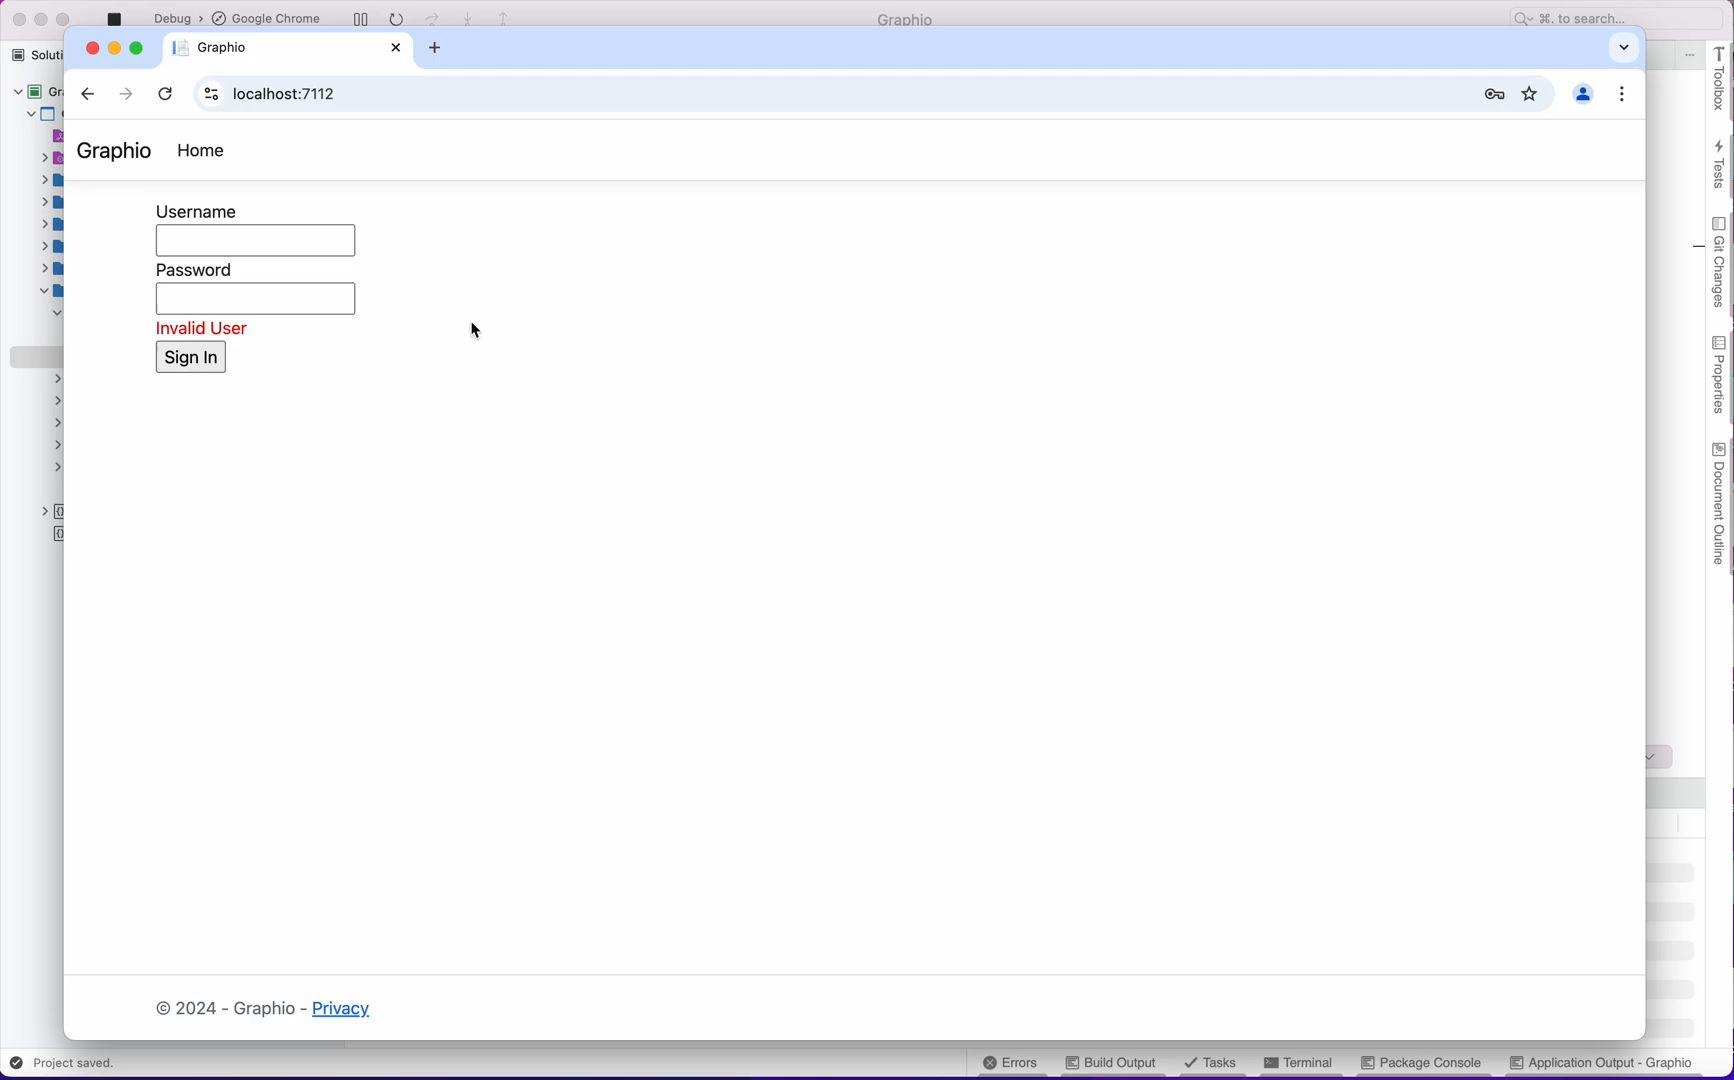 Debug › Google Chrome
Graphio
⌘. to search...
Soluti
Graphio
localhost:7112
Gra
Graphio Home
Username
Password
Invalid User
Sign In
© 2024 - Graphio - Privacy
Toolbox
Tests
Git Changes
Properties
Document Outline
Project saved.
Errors Build Output Tasks Terminal Package Console Application Output - Graphio